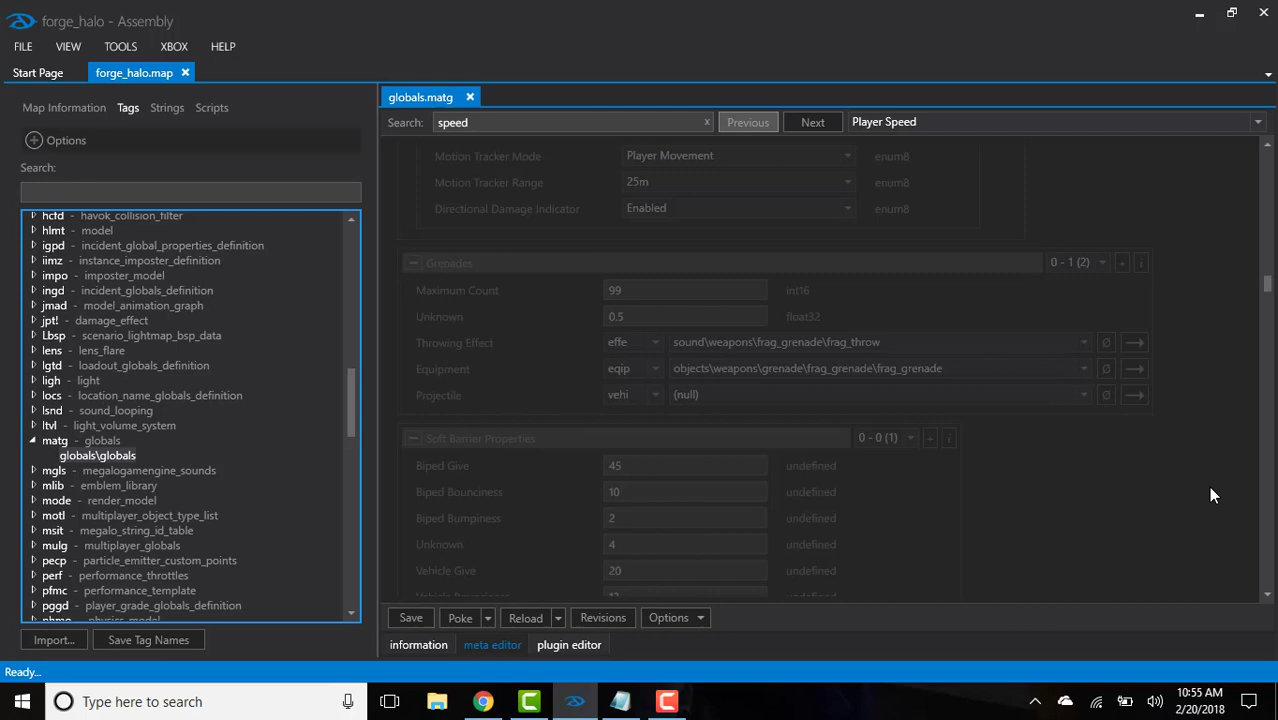 forge_halo - Assembly
FILE VIEW TOOLS XBOX HELP
Start Page forge_halo.map
Map Information Tags Strings Scripts
Options
Search:
hcfd - havok_collision_filter
hlmt - model
igpd - incident_global_properties_definition
iimz - instance_imposter_definition
impo - imposter_model
ingd - incident_globals_definition
jmad - model_animation_graph
jpt! - damage_effect
Lbsp - scenario_lightmap_bsp_data
lens - lens_flare
lgtd - loadout_globals_definition
ligh - light
locs - location_name_globals_definition
lsnd - sound_looping
ltvl - light_volume_system
matg - globals
globals\globals
mgls - megalogamengine_sounds
mlib - emblem_library
mode - render_model
motl - multiplayer_object_type_list
msit - megalo_string_id_table
mulg - multiplayer_globals
pecp - particle_emitter_custom_points
perf - performance_throttles
pfmc - performance_template
pggd - player_grade_globals_definition
phmo - physics_model
Import... Save Tag Names
globals.matg
Search: speed x Previous Next Player Speed
Motion Tracker Mode Player Movement enum8
Motion Tracker Range 25m enum8
Directional Damage Indicator Enabled enum8
Grenades 0 - 1 (2) + i
Maximum Count 99 int16
Unknown 0.5 float32
Throwing Effect effe sound\weapons\frag_grenade\frag_throw
Equipment eqip objects\weapons\grenade\frag_grenade\frag_grenade
Projectile vehi (null)
Soft Barrier Properties 0 - 0 (1) + i
Biped Give 45 undefined
Biped Bounciness 10 undefined
Biped Bumpiness 2 undefined
Unknown 4 undefined
Vehicle Give 20 undefined
Vehicle Bounciness 12 undefined
Save Poke Reload Revisions Options
information meta editor plugin editor
Ready...
Type here to search
10:55 AM
2/20/2018